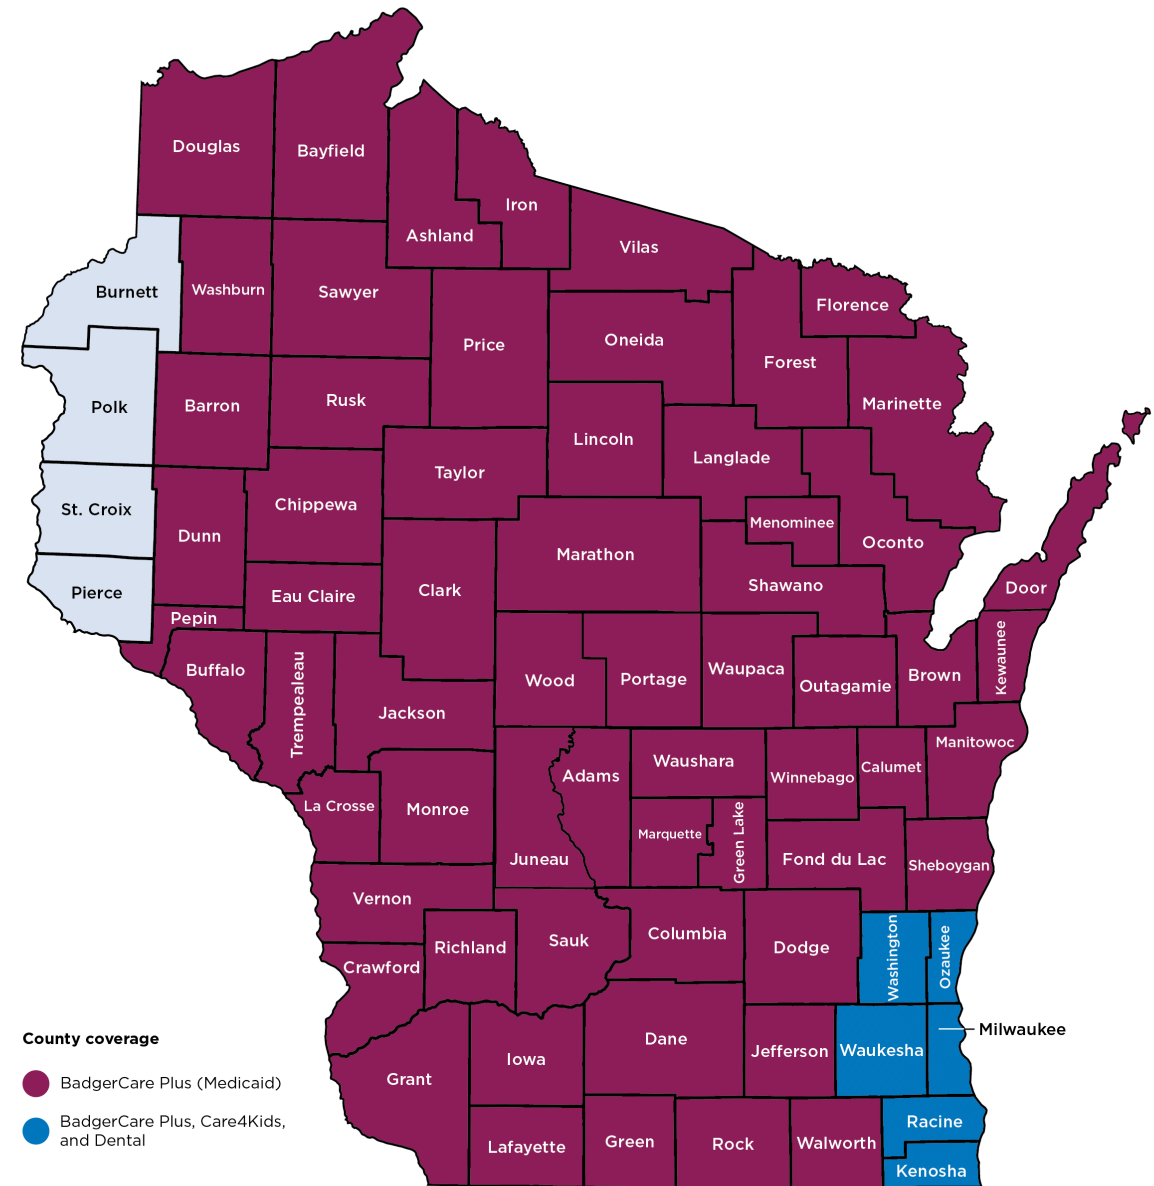 Douglas
Bayfield
Iron
Ashland
Vilas
Burnett
Washburn
Sawyer
Florence
Price
Oneida
Forest
Polk
Barron
Rusk
Marinette
Lincoln
Langlade
Taylor
St. Croix
Chippewa
Menominee
Dunn
Marathon
Oconto
Pierce
Eau Claire
Clark
Shawano
Door
Pepin
Buffalo
Trempealeau
Wood
Portage
Waupaca
Outagamie
Brown
Kewaunee
Jackson
Manitowoc
Adams
Waushara
Winnebago
Calumet
La Crosse
Monroe
Marquette
Green Lake
Juneau
Fond du Lac
Sheboygan
Vernon
Richland
Sauk
Columbia
Dodge
Washington
Ozaukee
Crawford
Milwaukee
Dane
Jefferson
Waukesha
Iowa
Grant
Racine
Lafayette
Green
Rock
Walworth
Kenosha
County coverage
BadgerCare Plus (Medicaid)
BadgerCare Plus, Care4Kids,
and Dental